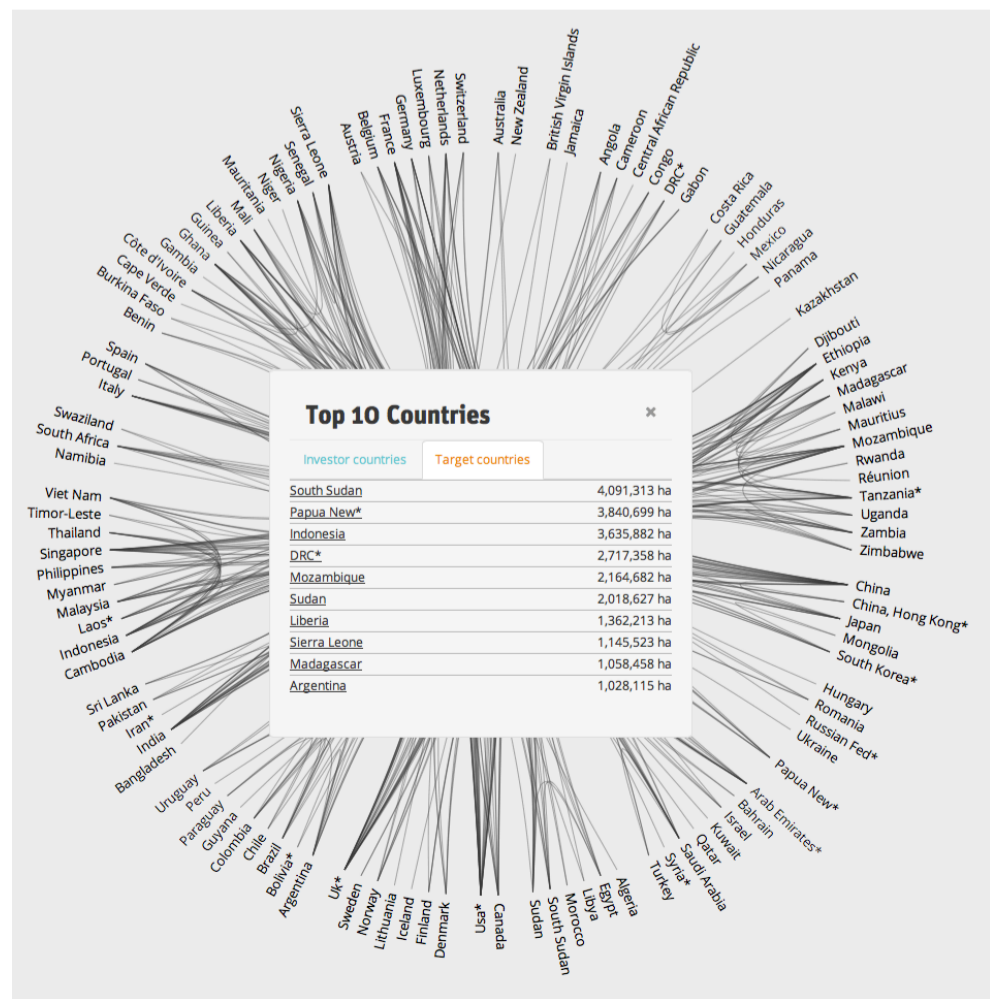 Austria
Belgium
France
Germany
Luxembourg
Netherlands
Switzerland
Australia
New Zealand
British Virgin Islands
Jamaica
Angola
Cameroon
Central African Republic
Congo
DRC*
Gabon
Costa Rica
Guatemala
Honduras
Mexico
Nicaragua
Panama
Kazakhstan
Djibouti
Ethiopia
Kenya
Madagascar
Malawi
Mauritius
Mozambique
Rwanda
Réunion
Tanzania*
Uganda
Zambia
Zimbabwe
China
China, Hong Kong*
Japan
Mongolia
South Korea*
Hungary
Romania
Russian Fed*
Ukraine
Papua New*
Arab Emirates*
Bahrain
Israel
Kuwait
Qatar
Saudi Arabia
Syria*
Turkey
Algeria
Egypt
Libya
Morocco
South Sudan
Sudan
Canada
Usa*
Denmark
Finland
Iceland
Lithuania
Norway
Sweden
Uk*
Argentina
Bolivia*
Brazil
Chile
Colombia
Guyana
Paraguay
Peru
Uruguay
Bangladesh
India
Iran*
Pakistan
Sri Lanka
Cambodia
Indonesia
Laos*
Malaysia
Myanmar
Philippines
Singapore
Thailand
Timor-Leste
Viet Nam
Namibia
South Africa
Swaziland
Italy
Portugal
Spain
Benin
Burkina Faso
Cape Verde
Côte d'Ivoire
Gambia
Ghana
Guinea
Liberia
Mali
Mauritania
Niger
Nigeria
Senegal
Sierra Leone
Top 10 Countries ×
Investor countries Target countries
South Sudan 4,091,313 ha
Papua New* 3,840,699 ha
Indonesia 3,635,882 ha
DRC* 2,717,358 ha
Mozambique 2,164,682 ha
Sudan 2,018,627 ha
Liberia 1,362,213 ha
Sierra Leone 1,145,523 ha
Madagascar 1,058,458 ha
Argentina 1,028,115 ha